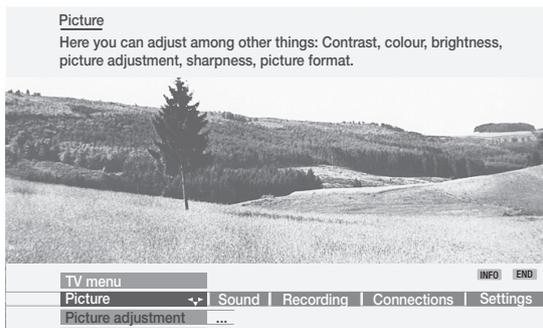 Picture
Here you can adjust among other things: Contrast, colour, brightness,
picture adjustment, sharpness, picture format.
INFO END
TV menu
Picture Sound Recording Connections Settings
Picture adjustment ...